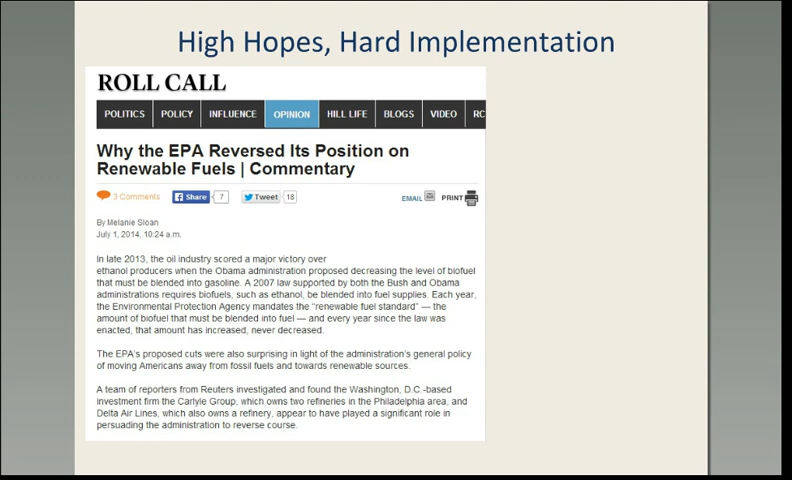 High Hopes, Hard Implementation
ROLL CALL
POLITICS POLICY INFLUENCE OPINION HILL LIFE BLOGS VIDEO RC
Why the EPA Reversed Its Position on
Renewable Fuels | Commentary
3 Comments Share 7 Tweet 18 EMAIL PRINT
By Melanie Sloan
July 1, 2014, 10:24 a.m.
In late 2013, the oil industry scored a major victory over
ethanol producers when the Obama administration proposed decreasing the level of biofuel
that must be blended into gasoline. A 2007 law supported by both the Bush and Obama
administrations requires biofuels, such as ethanol, be blended into fuel supplies. Each year,
the Environmental Protection Agency mandates the “renewable fuel standard” — the
amount of biofuel that must be blended into fuel — and every year since the law was
enacted, that amount has increased, never decreased.
The EPA's proposed cuts were also surprising in light of the administration's general policy
of moving Americans away from fossil fuels and towards renewable sources.
A team of reporters from Reuters investigated and found the Washington, D.C.-based
investment firm the Carlyle Group, which owns two refineries in the Philadelphia area, and
Delta Air Lines, which also owns a refinery, appear to have played a significant role in
persuading the administration to reverse course.